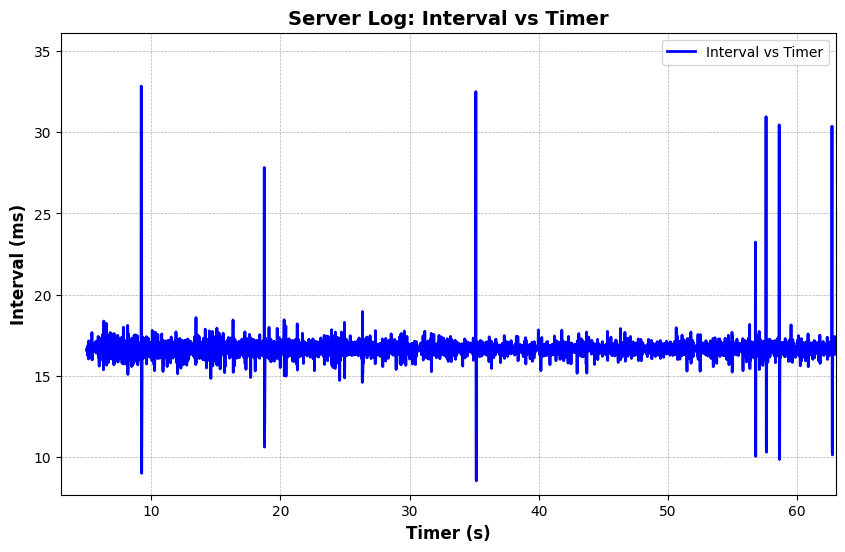 Server Log: Interval vs Timer
Interval vs Timer
35
30
25
20
15
10
Interval (ms)
10 20 30 40 50 60
Timer (s)